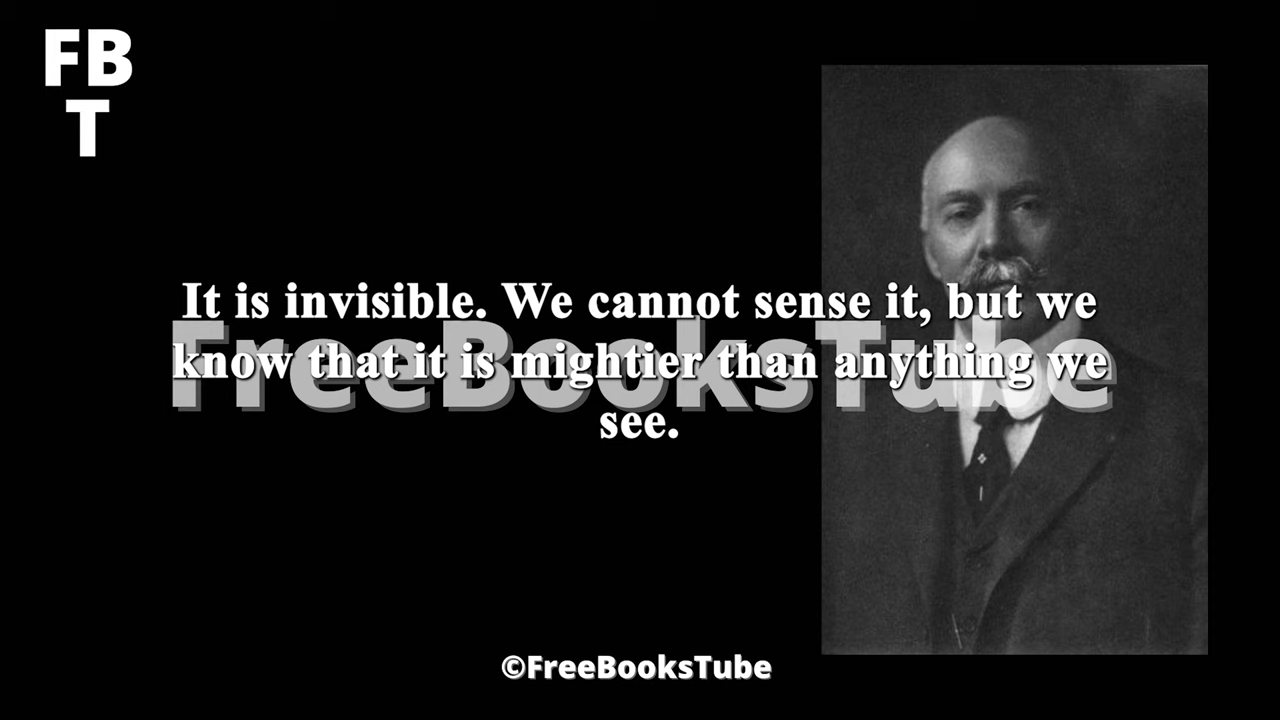 FB
T
It is invisible. We cannot sense it, but we
know that it is mightier than anything we
see.
FreeBooksTube
©FreeBooksTube